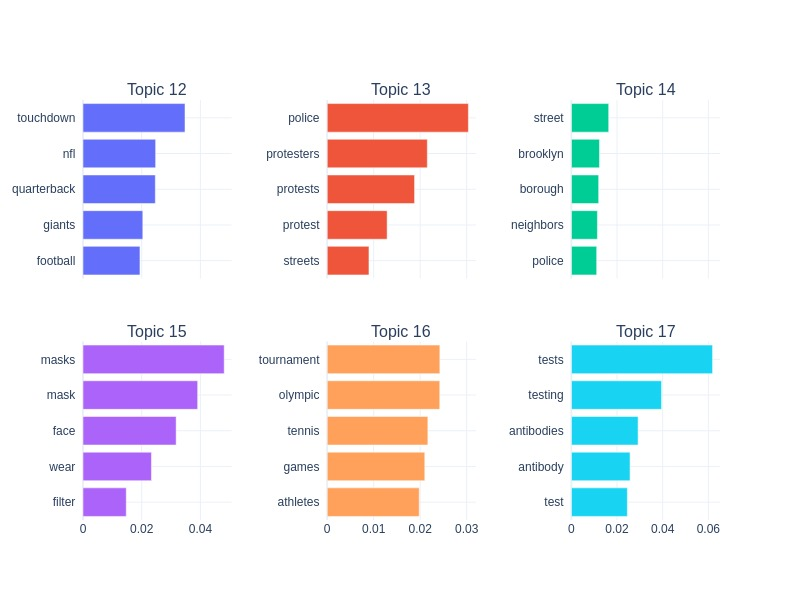 Topic 12
touchdown
nfl
quarterback
giants
football
Topic 13
police
protesters
protests
protest
streets
Topic 14
street
brooklyn
borough
neighbors
police
Topic 15
masks
mask
face
wear
filter
0 0.02 0.04
Topic 16
tournament
olympic
tennis
games
athletes
0 0.01 0.02 0.03
Topic 17
tests
testing
antibodies
antibody
test
0 0.02 0.04 0.06